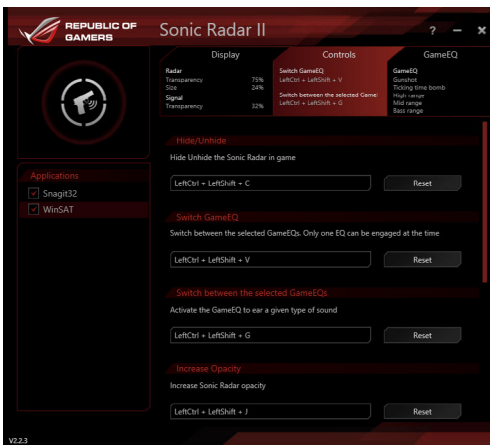 REPUBLIC OF
GAMERS
Sonic Radar II
? − ×
Display
Radar
Transparency 75%
Size 24%
Signal
Transparency 32%
Controls
Switch GameEQ
LeftCtrl + LeftShift + V
Switch between the selected Game
LeftCtrl + LeftShift + G
GameEQ
GameEQ
Gunshot
Ticking time bomb
High range
Mid range
Bass range
Applications
Snagit32
WinSAT
Hide/Unhide
Hide Unhide the Sonic Radar in game
LeftCtrl + LeftShift + C Reset
Switch GameEQ
Switch between the selected GameEQs. Only one EQ can be engaged at the time
LeftCtrl + LeftShift + V Reset
Switch between the selected GameEQs
Activate the GameEQ to ear a given type of sound
LeftCtrl + LeftShift + G Reset
Increase Opacity
Increase Sonic Radar opacity
LeftCtrl + LeftShift + J Reset
V2.2.3